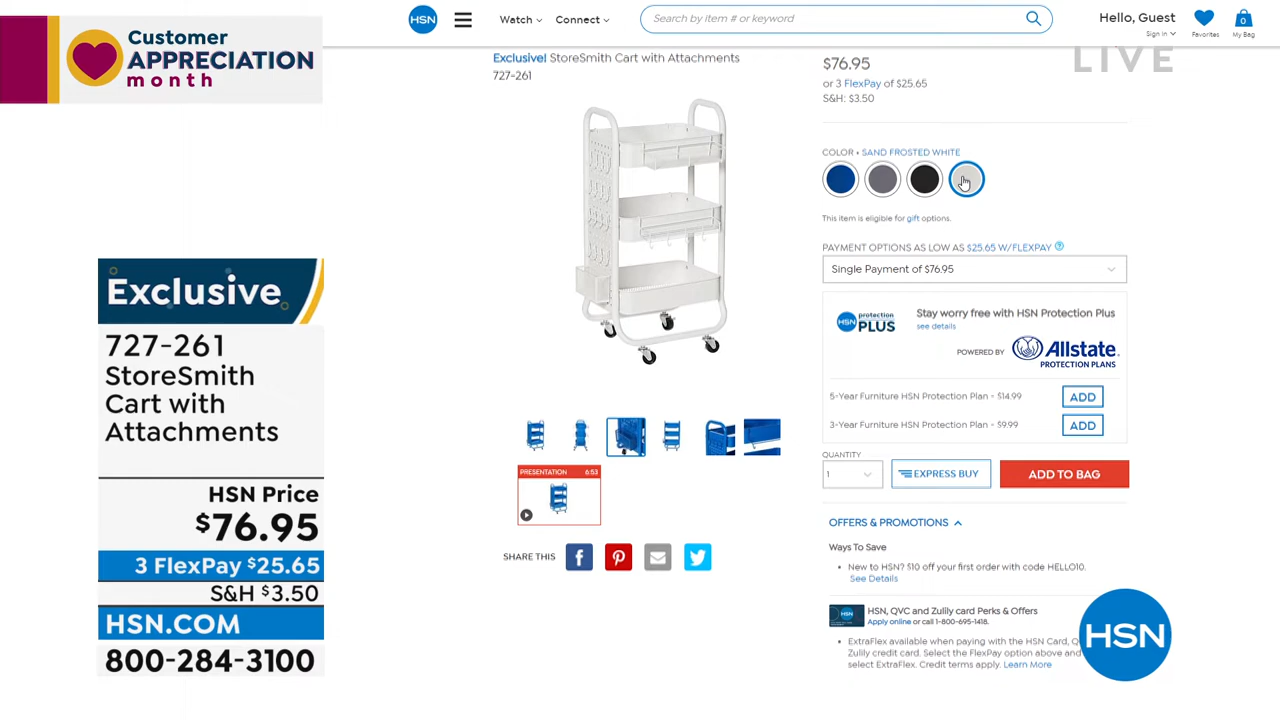 Customer
APPRECIATION
month
HSN
Watch
Connect
Search by item # or keyword
Hello, Guest
Sign in
Favorites
0
My Bag
LIVE
Exclusive! StoreSmith Cart with Attachments
727-261
$76.95
or 3 FlexPay of $25.65
S&H: $3.50
COLOR • SAND FROSTED WHITE
This item is eligible for gift options.
PAYMENT OPTIONS AS LOW AS $25.65 W/FLEXPAY ?
Single Payment of $76.95
HSN protection PLUS
Stay worry free with HSN Protection Plus
see details
POWERED BY Allstate
PROTECTION PLANS
5-Year Furniture HSN Protection Plan - $14.99 ADD
3-Year Furniture HSN Protection Plan - $9.99 ADD
QUANTITY
1
EXPRESS BUY
ADD TO BAG
PRESENTATION 6:53
SHARE THIS
OFFERS & PROMOTIONS
Ways To Save
• New to HSN? $10 off your first order with code HELLO10.
See Details
HSN
HSN, QVC and Zulily card Perks & Offers
Apply online or call 1-800-695-1418.
• ExtraFlex available when paying with the HSN Card, Q
Zulily credit card. Select the FlexPay option above and
select ExtraFlex. Credit terms apply. Learn More
HSN
Exclusive
727-261
StoreSmith
Cart with
Attachments
HSN Price
$76.95
3 FlexPay $25.65
S&H $3.50
HSN.COM
800-284-3100